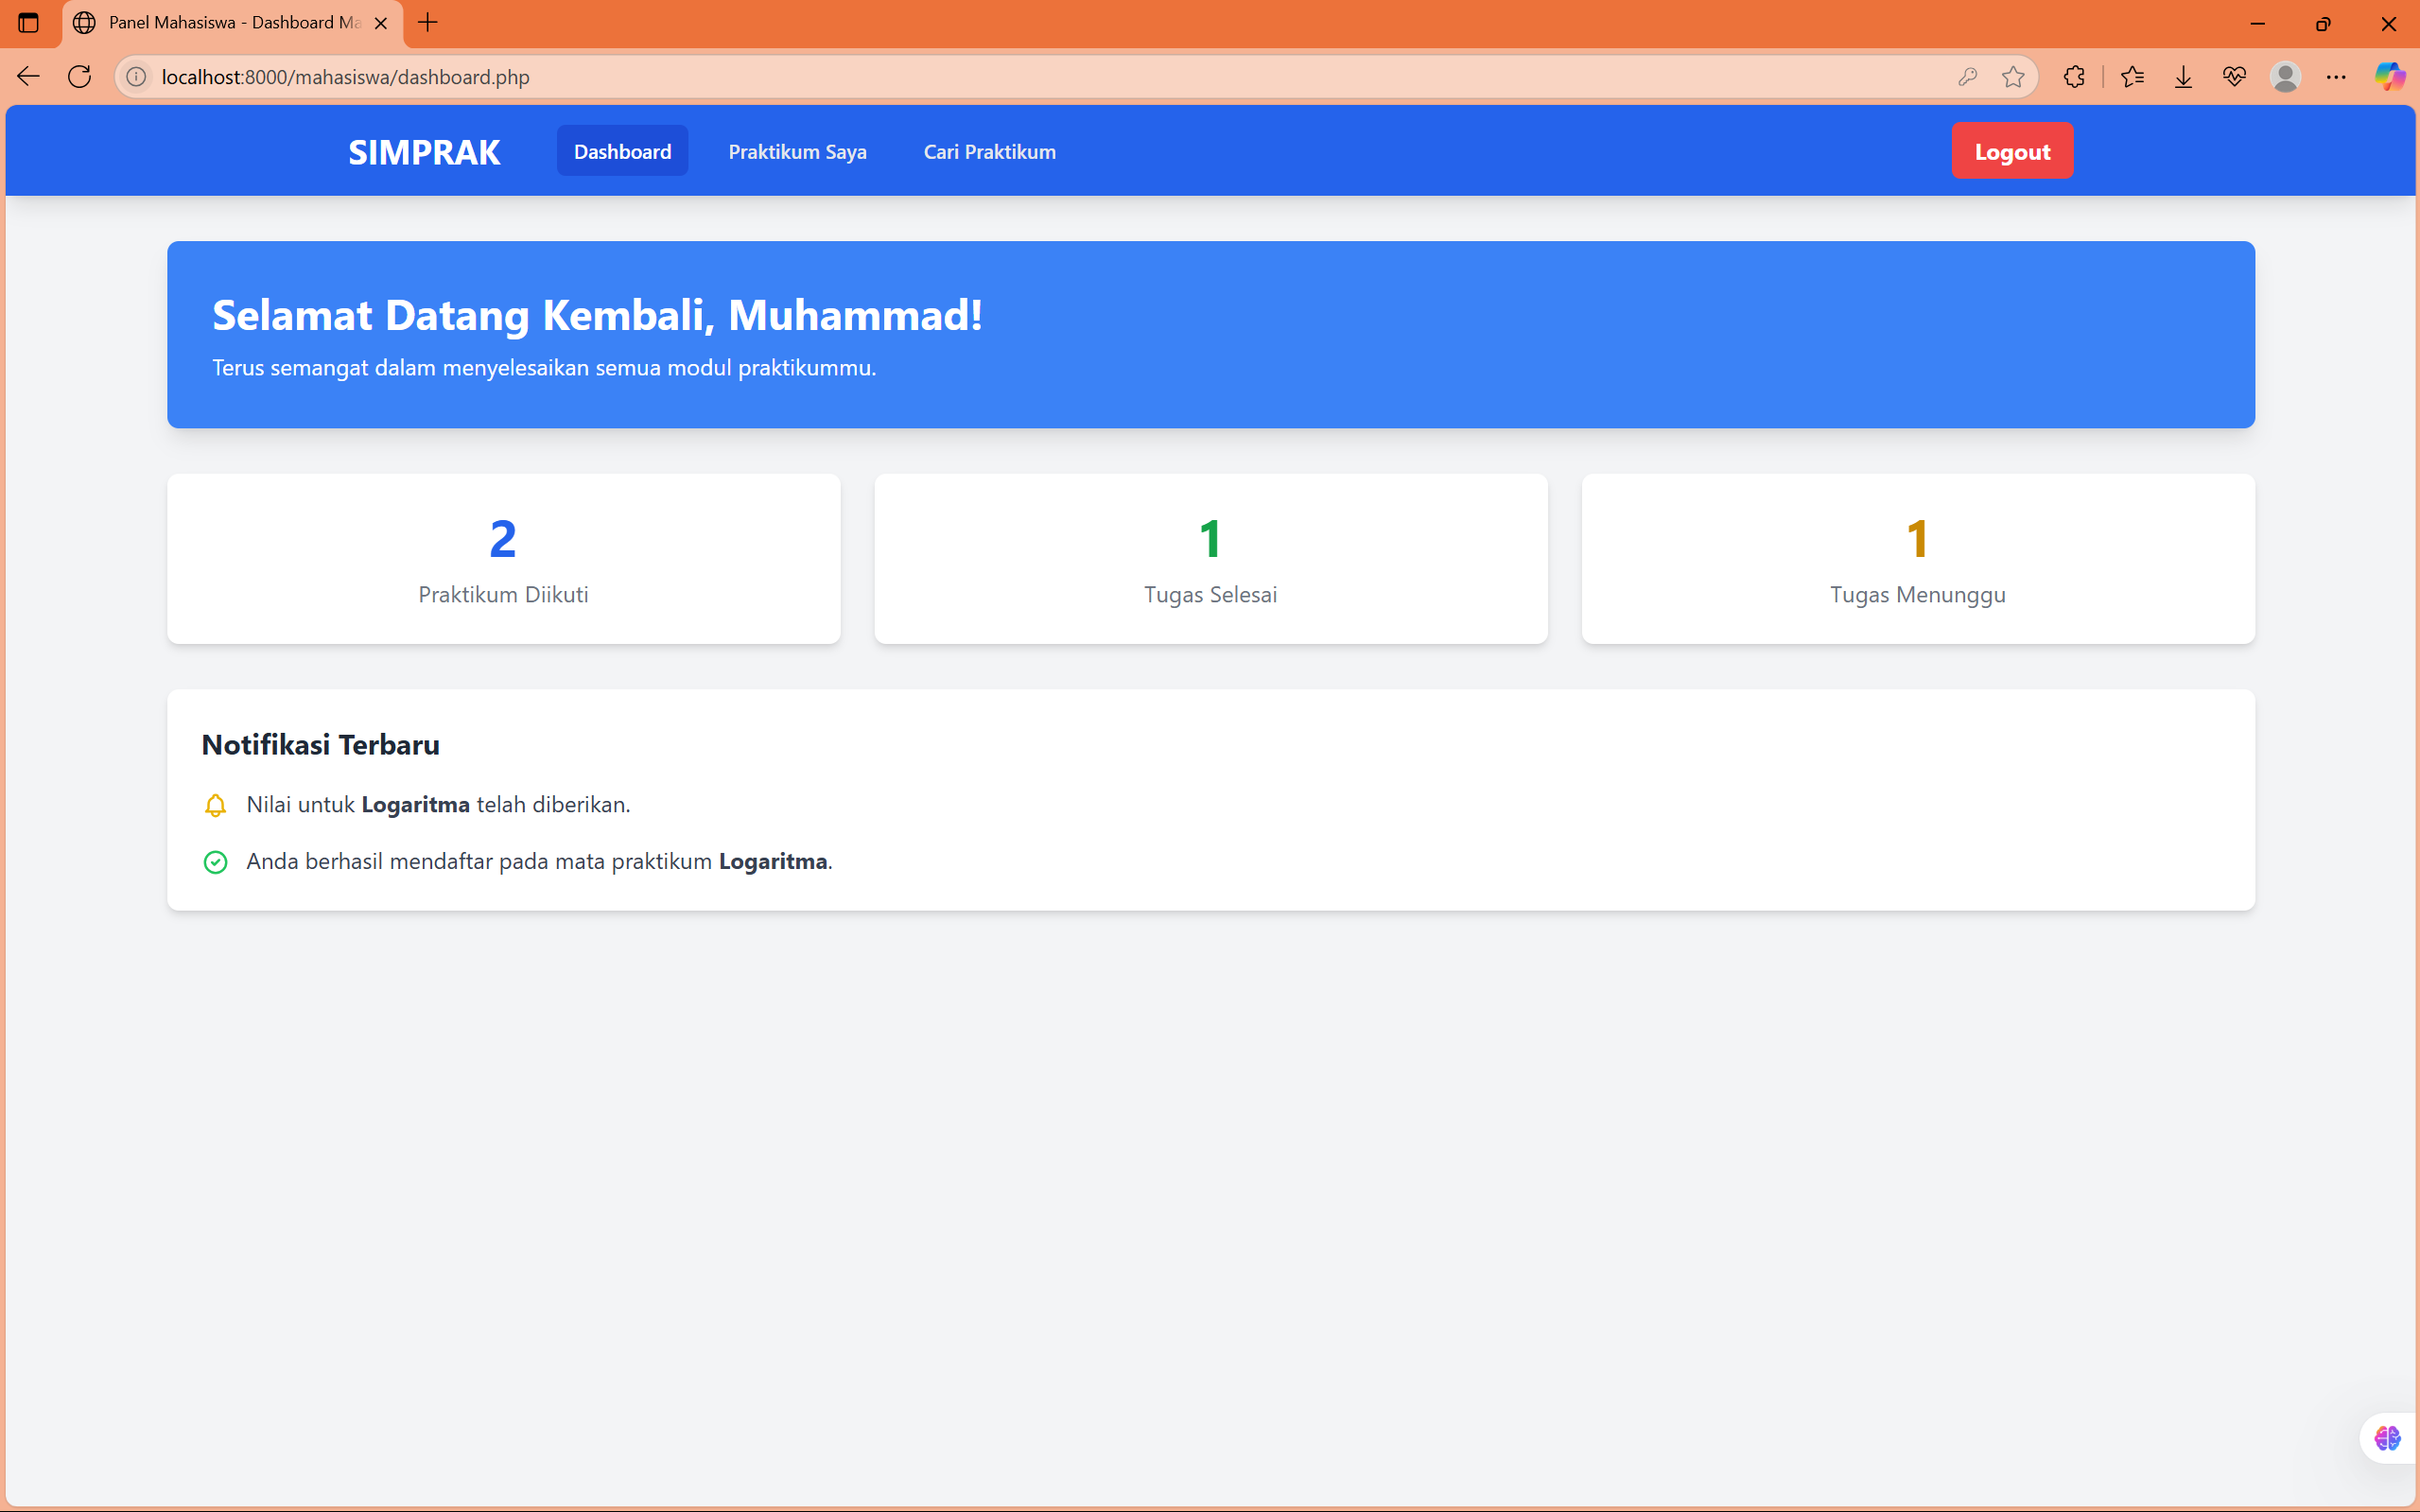 Panel Mahasiswa - Dashboard Ma
localhost:8000/mahasiswa/dashboard.php
SIMPRAK
Dashboard
Praktikum Saya
Cari Praktikum
Logout
Selamat Datang Kembali, Muhammad!
Terus semangat dalam menyelesaikan semua modul praktikummu.
2
Praktikum Diikuti
1
Tugas Selesai
1
Tugas Menunggu
Notifikasi Terbaru
Nilai untuk Logaritma telah diberikan.
Anda berhasil mendaftar pada mata praktikum Logaritma.